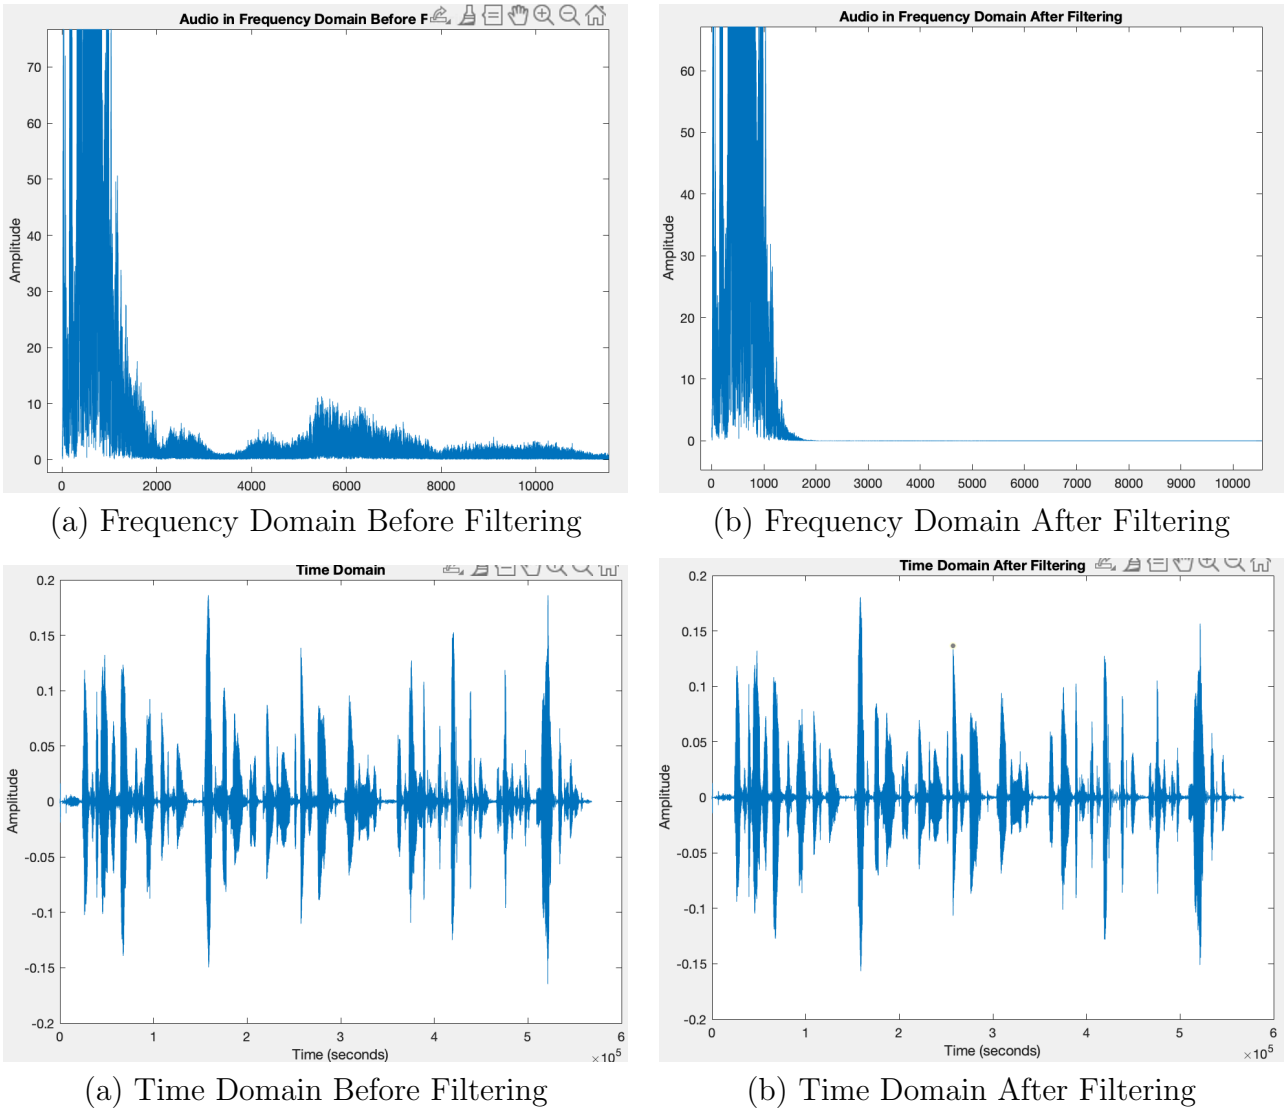 Audio in Frequency Domain Before F
Amplitude
70
60
50
40
30
20
10
0
0 2000 4000 6000 8000 10000
(a) Frequency Domain Before Filtering
Audio in Frequency Domain After Filtering
Amplitude
60
50
40
30
20
10
0
0 1000 2000 3000 4000 5000 6000 7000 8000 9000 10000
(b) Frequency Domain After Filtering
Time Domain
Amplitude
0.2
0.15
0.1
0.05
0
-0.05
-0.1
-0.15
-0.2
0 1 2 3 4 5 6
Time (seconds)
×10⁵
(a) Time Domain Before Filtering
Time Domain After Filtering
Amplitude
0.2
0.15
0.1
0.05
0
-0.05
-0.1
-0.15
-0.2
0 1 2 3 4 5 6
Time (seconds)
×10⁵
(b) Time Domain After Filtering